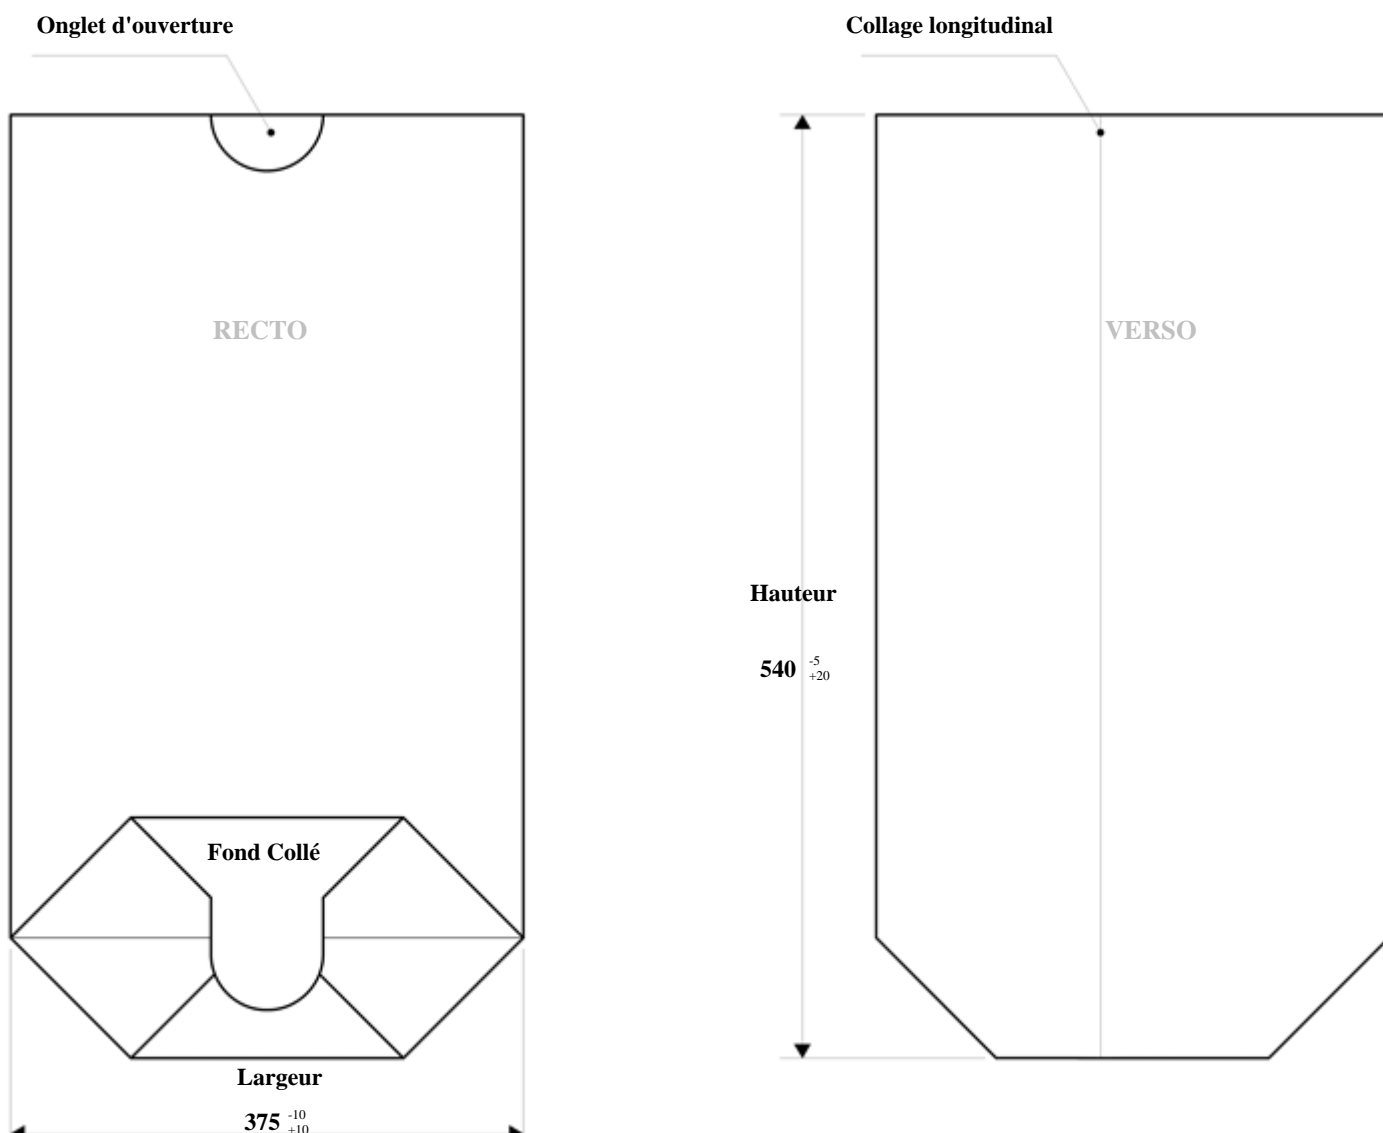 Onglet d'ouverture
Collage longitudinal
RECTO
VERSO
Hauteur
540 -5
+20
Fond Collé
Largeur
375 -10
+10